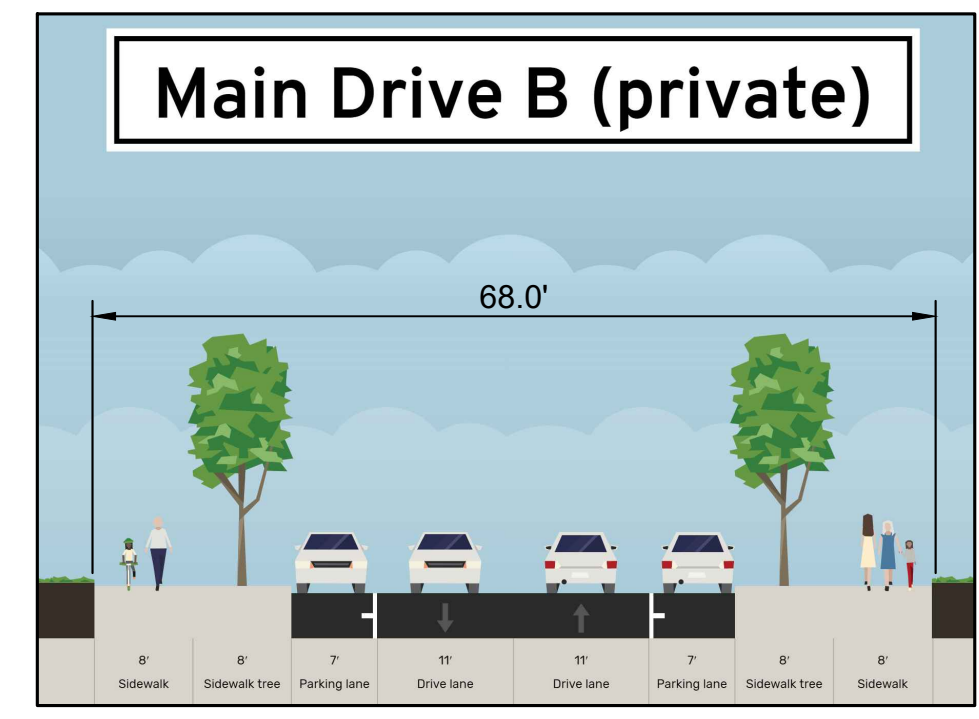 Main Drive B (private)
68.0'
8' 8' 7' 11' 11' 7' 8' 8'
Sidewalk Sidewalk tree Parking lane Drive lane Drive lane Parking lane Sidewalk tree Sidewalk